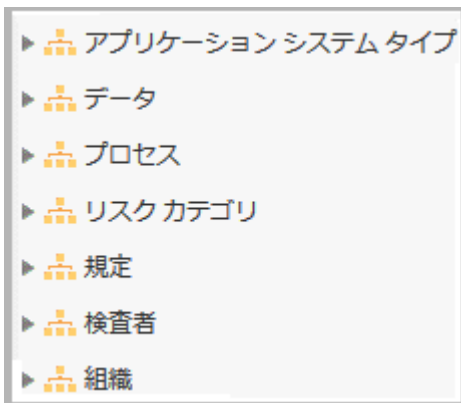 アプリケーション システム タイプ
データ
プロセス
リスク カテゴリ
規定
検査者
組織